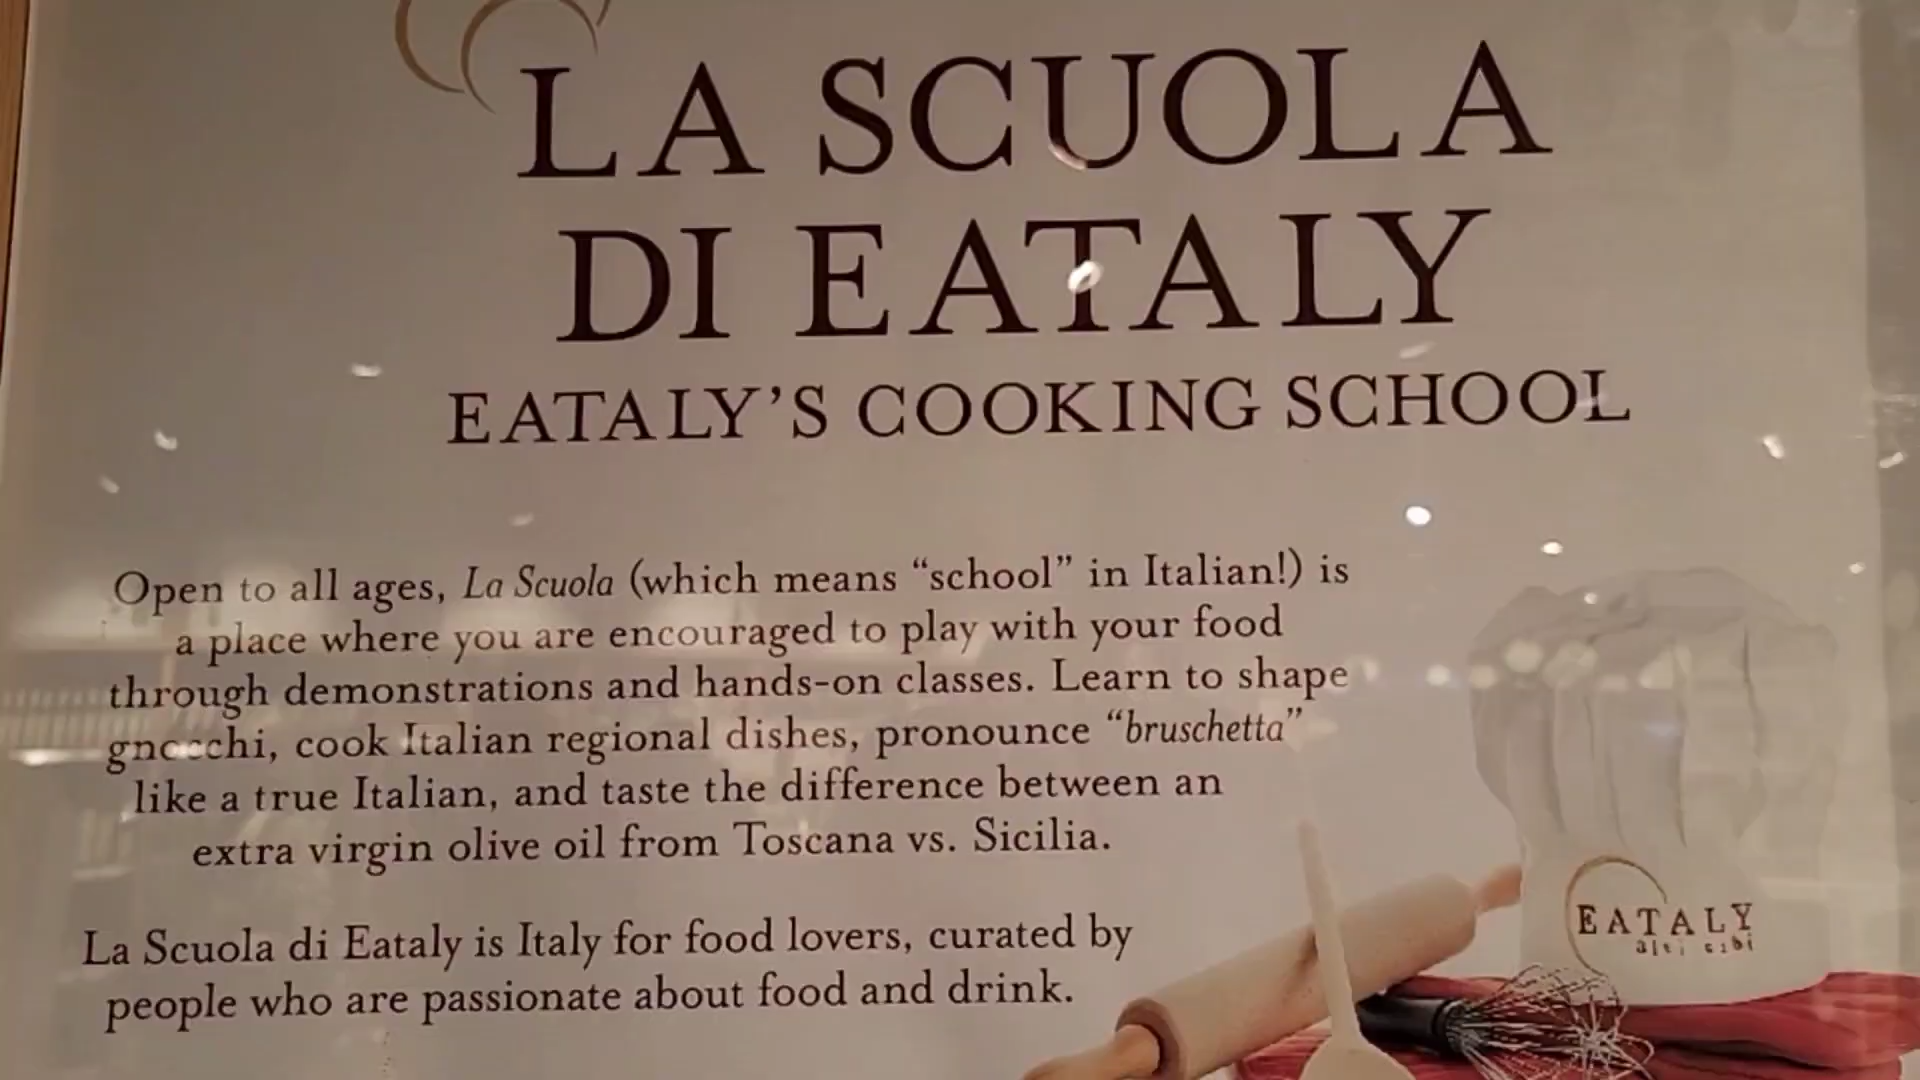 LA SCUOLA
DI EATALY
EATALY'S COOKING SCHOOL
Open to all ages, La Scuola (which means “school” in Italian!) is
a place where you are encouraged to play with your food
through demonstrations and hands-on classes. Learn to shape
gnocchi, cook Italian regional dishes, pronounce “bruschetta”
like a true Italian, and taste the difference between an
extra virgin olive oil from Toscana vs. Sicilia.
La Scuola di Eataly is Italy for food lovers, curated by
people who are passionate about food and drink.
EATALY
alti cibi